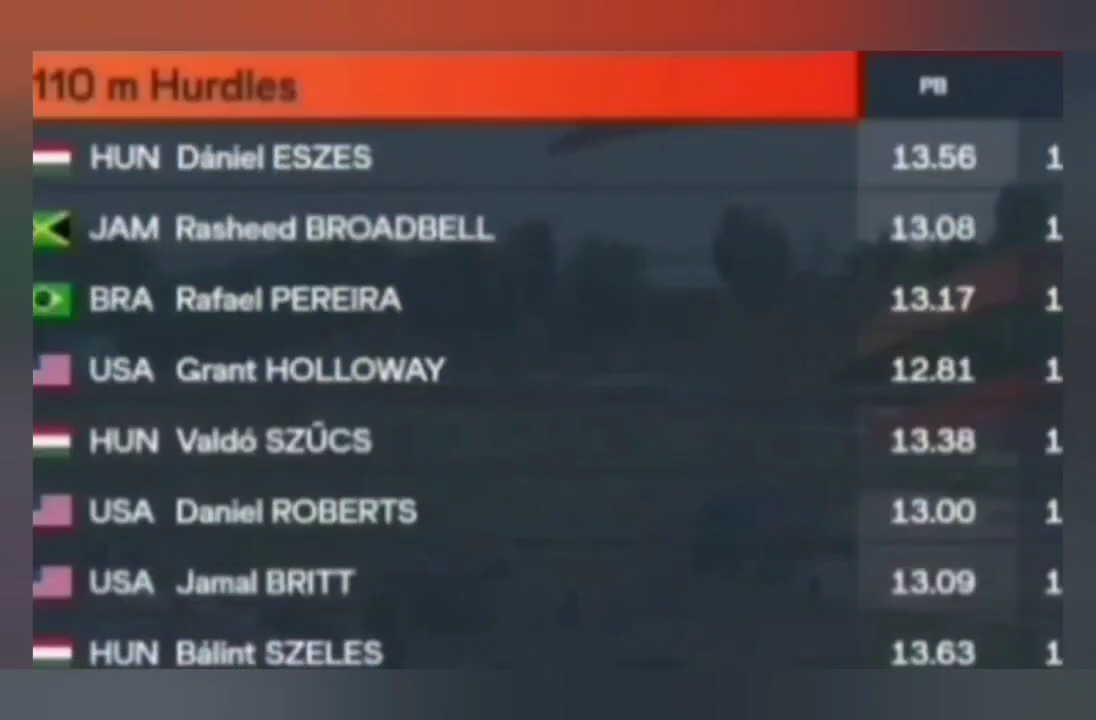 110 m Hurdles PB
HUN Dániel ESZES 13.56 1
JAM Rasheed BROADBELL 13.08 1
BRA Rafael PEREIRA 13.17 1
USA Grant HOLLOWAY 12.81 1
HUN Valdó SZŰCS 13.38 1
USA Daniel ROBERTS 13.00 1
USA Jamal BRITT 13.09 1
HUN Bálint SZELES 13.63 1